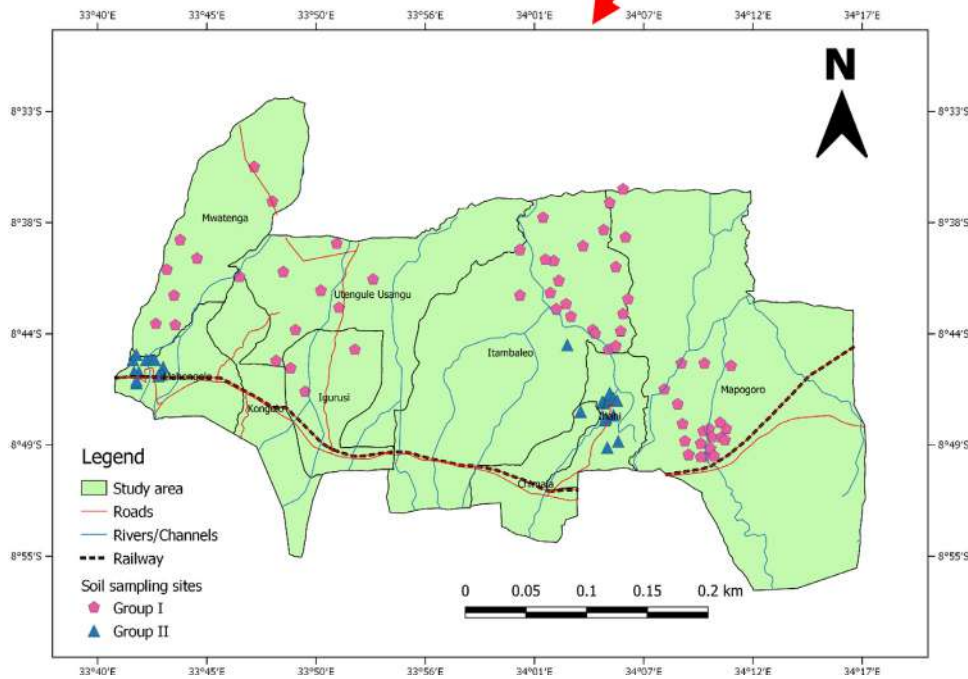 33°40'E 33°45'E 33°50'E 33°56'E 34°01'E 34°07'E 34°12'E 34°17'E
N
8°33'S 8°33'S
8°38'S 8°38'S
Mwatenga
Utengule Usangu
8°44'S 8°44'S
Itambaleo
Mapogoro
Igurusi
8°49'S 8°49'S
Chimala
Legend
Study area
Roads
Rivers/Channels
8°55'S 8°55'S
Railway
Soil sampling sites
Group I
Group II
0 0.05 0.1 0.15 0.2 km
33°40'E 33°45'E 33°50'E 33°56'E 34°01'E 34°07'E 34°12'E 34°17'E